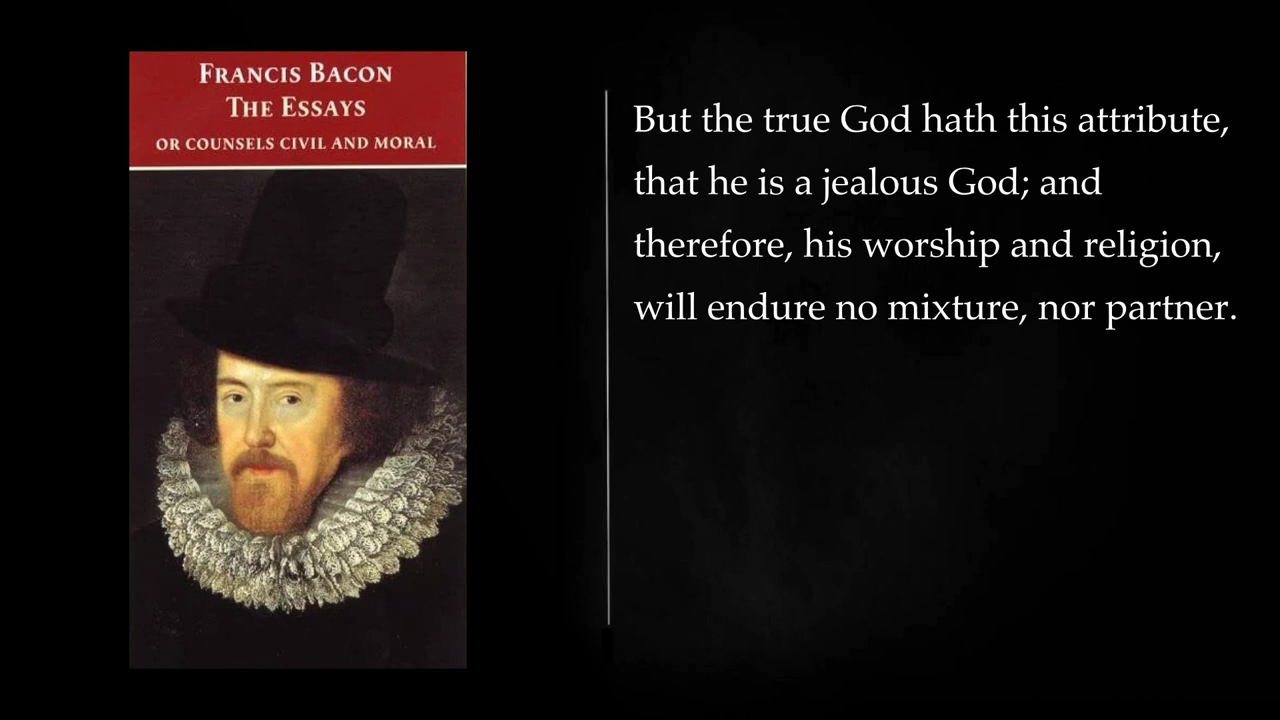 FRANCIS BACON
THE ESSAYS
OR COUNSELS CIVIL AND MORAL
But the true God hath this attribute,
that he is a jealous God; and
therefore, his worship and religion,
will endure no mixture, nor partner.